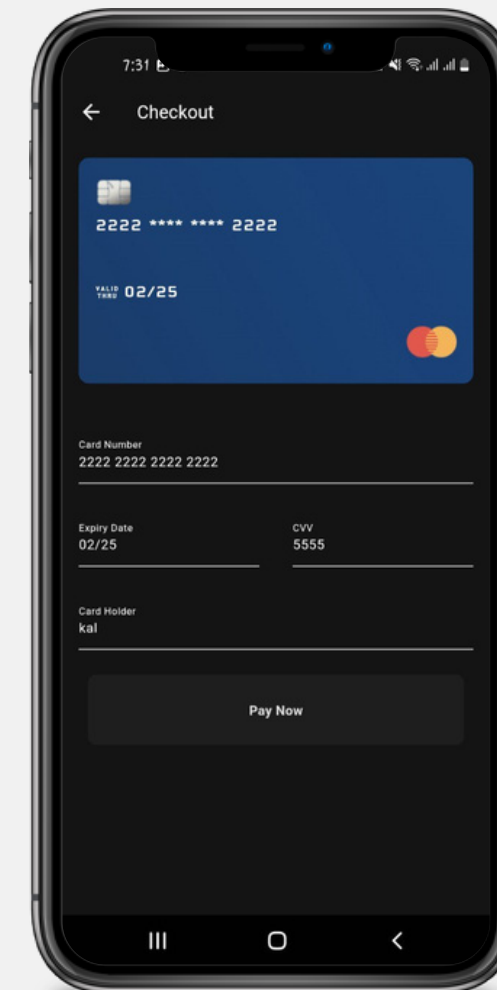 7:31
Checkout
2222 **** **** 2222
VALID THRU 02/25
Card Number
2222 2222 2222 2222
Expiry Date CVV
02/25 5555
Card Holder
kal
Pay Now